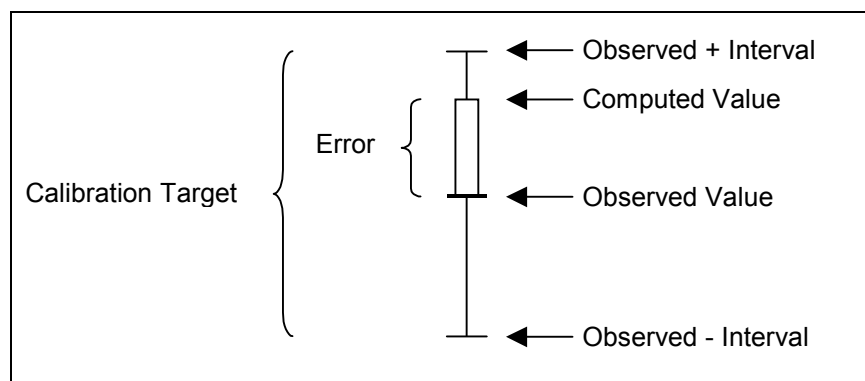 Observed + Interval
Computed Value
Error
Calibration Target
Observed Value
Observed - Interval